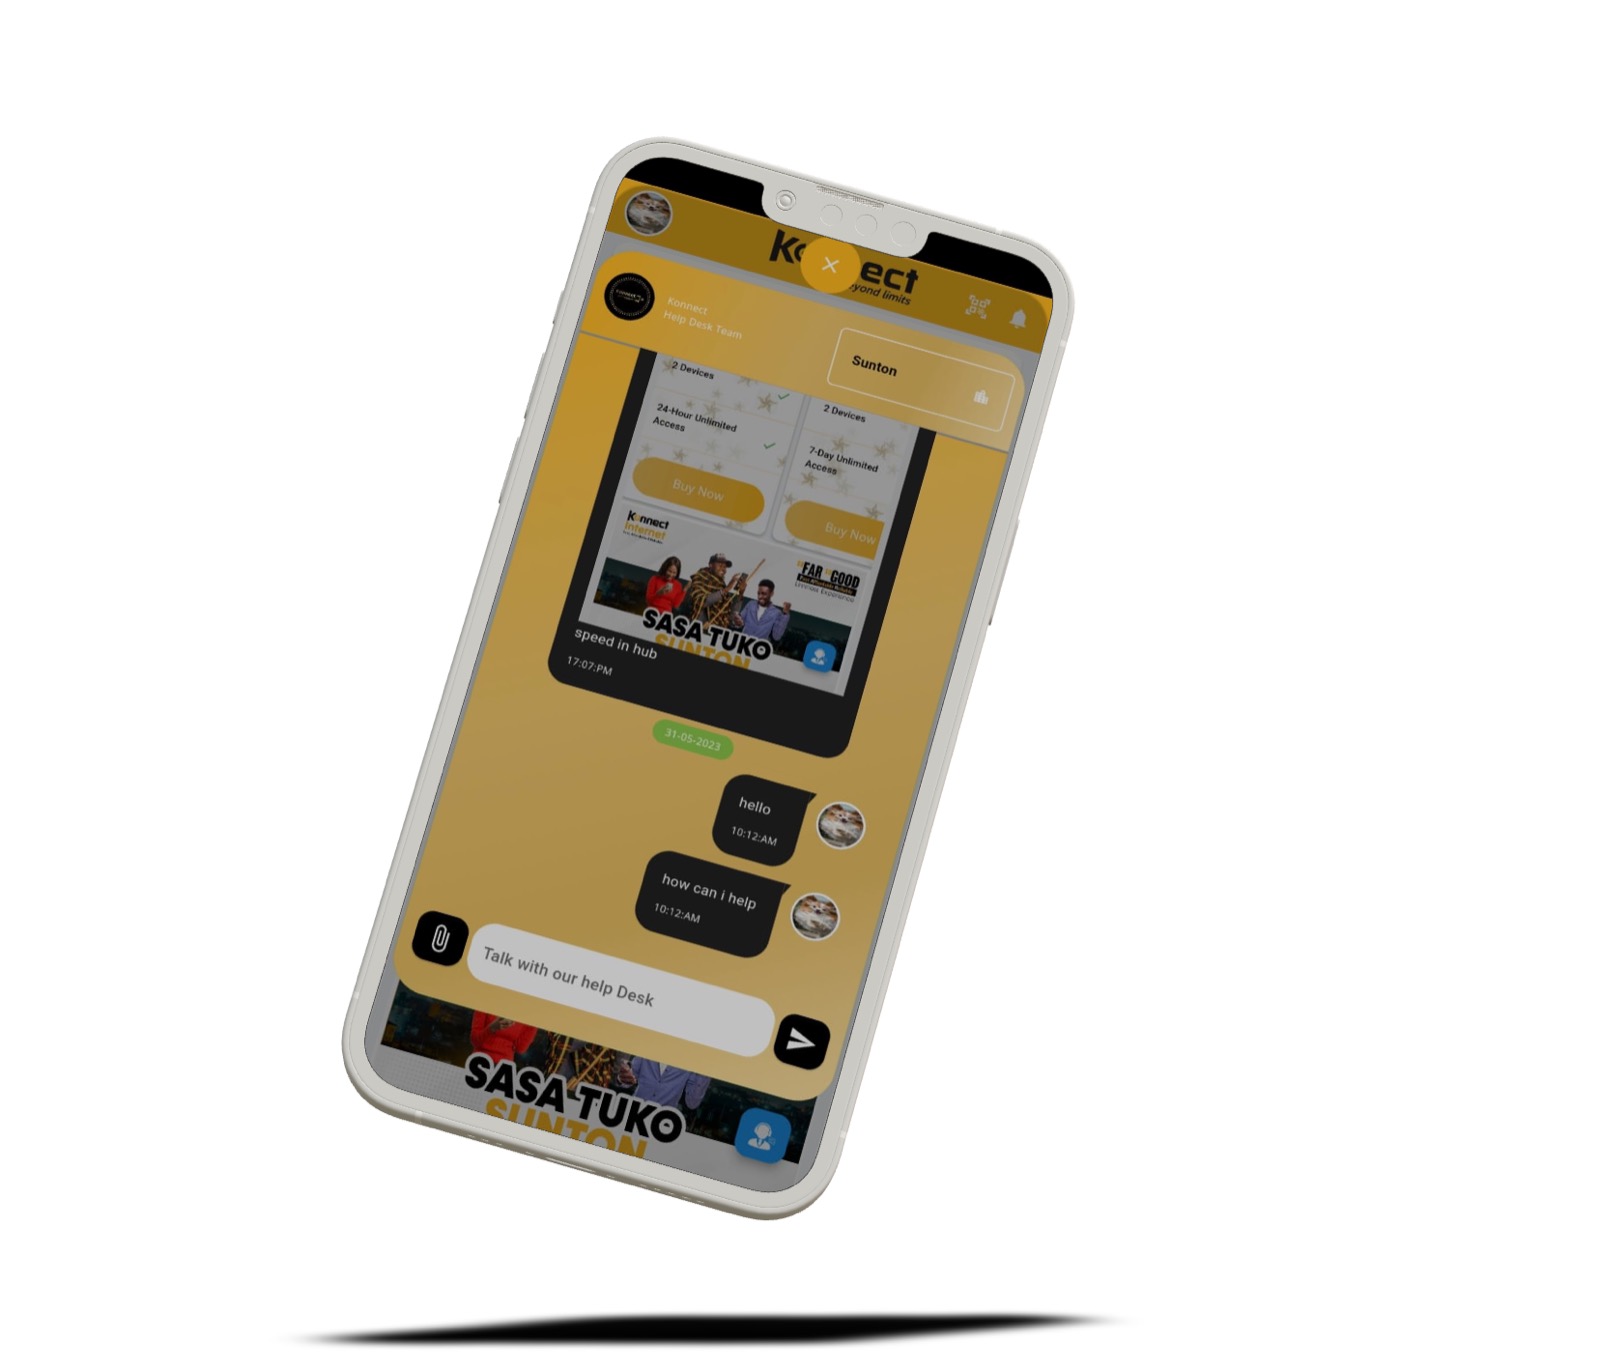 K ect
yond limits
Konnect
Help Desk Team
Sunton
2 Devices
24-Hour Unlimited
Access
Buy Now
2 Devices
7-Day Unlimited
Access
Buy Now
Konnect
Internet
FAR GOOD
SASA TUKO
SUNTON
speed in hub
17:07:PM
31-05-2023
hello
10:12:AM
how can i help
10:12:AM
Talk with our help Desk
SASA TUKO
SUNTON